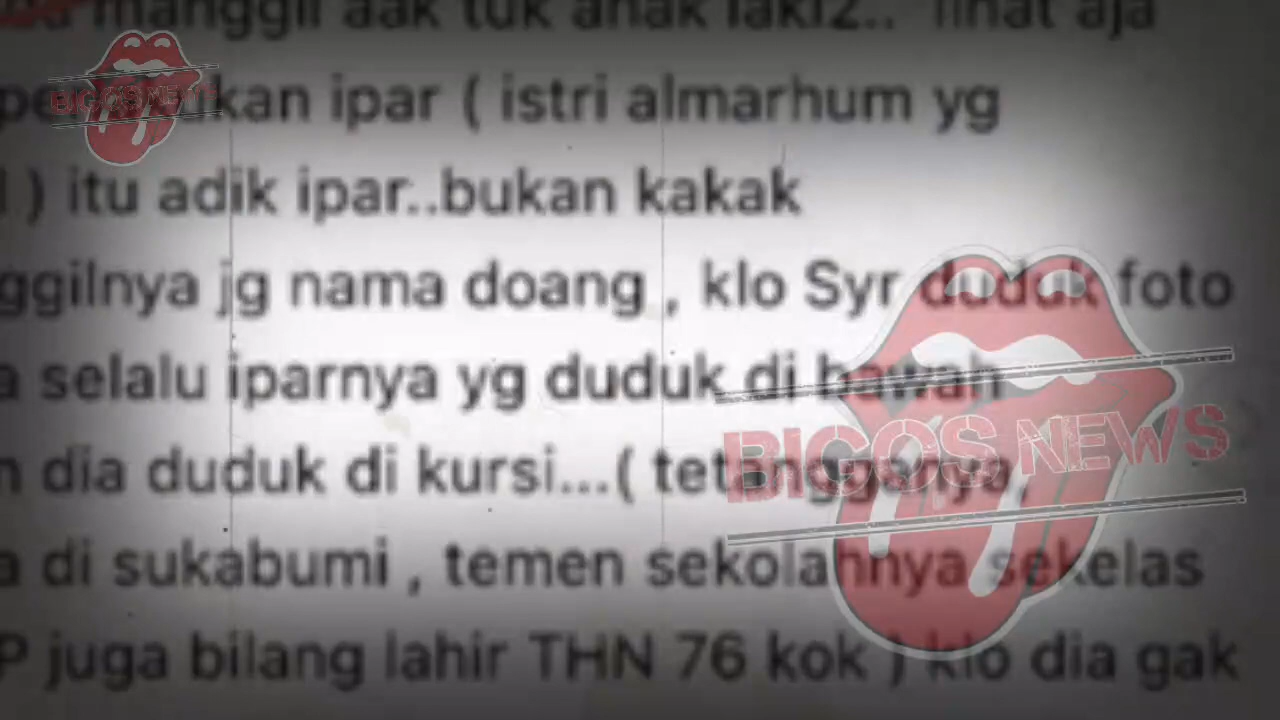 manggil aak tuk anak laki2.. lihat aja
kan ipar ( istri almarhum yg
) itu adik ipar..bukan kakak
ggilnya jg nama doang , klo Syr duduk foto
a selalu iparnya yg duduk di bawah
n dia duduk di kursi...( tetangganya,
a di sukabumi , temen sekolahnya sekelas
P juga bilang lahir THN 76 kok ) klo dia gak
BIGOS NEWS
BIGOS NEWS